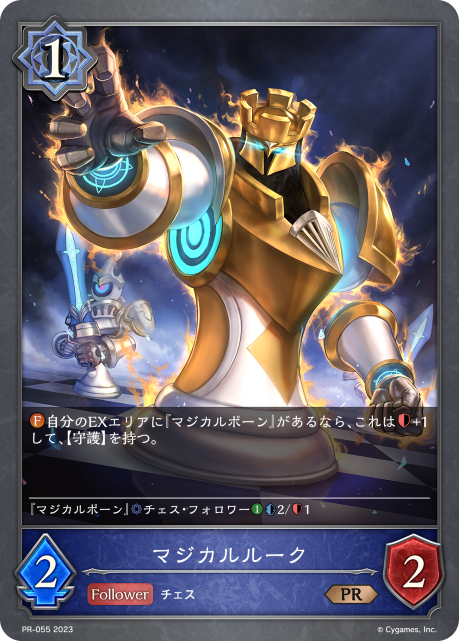 1
F 自分のEXエリアに『マジカルポーン』があるなら、これは+1
して、【守護】を持つ。
『マジカルポーン』チェス・フォロワー 1 2/1
マジカルルーク
2
Follower チェス
PR
2
PR-055 2023
© Cygames, Inc.